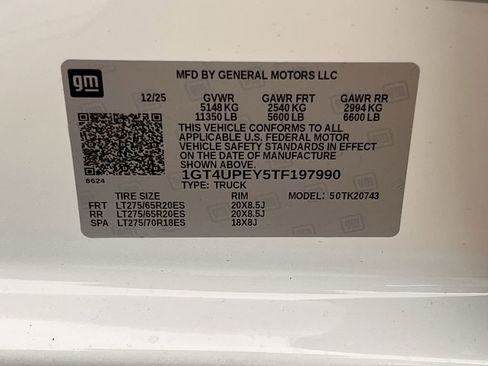 gm
MFD BY GENERAL MOTORS LLC
12/25 GVWR GAWR FRT GAWR RR
5148 KG 2540 KG 2994 KG
11350 LB 5600 LB 6600 LB
THIS VEHICLE CONFORMS TO ALL
APPLICABLE U.S. FEDERAL MOTOR
VEHICLE SAFETY STANDARDS IN EFFECT
ON THE DATE OF MANUFACTURE
SHOWN ABOVE.
8624 1GT4UPEY5TF197990
TYPE: TRUCK
TIRE SIZE RIM MODEL: 50TK20743
FRT LT275/65R20ES 20X8.5J
RR LT275/65R20ES 20X8.5J
SPA LT275/70R18ES 18X8J